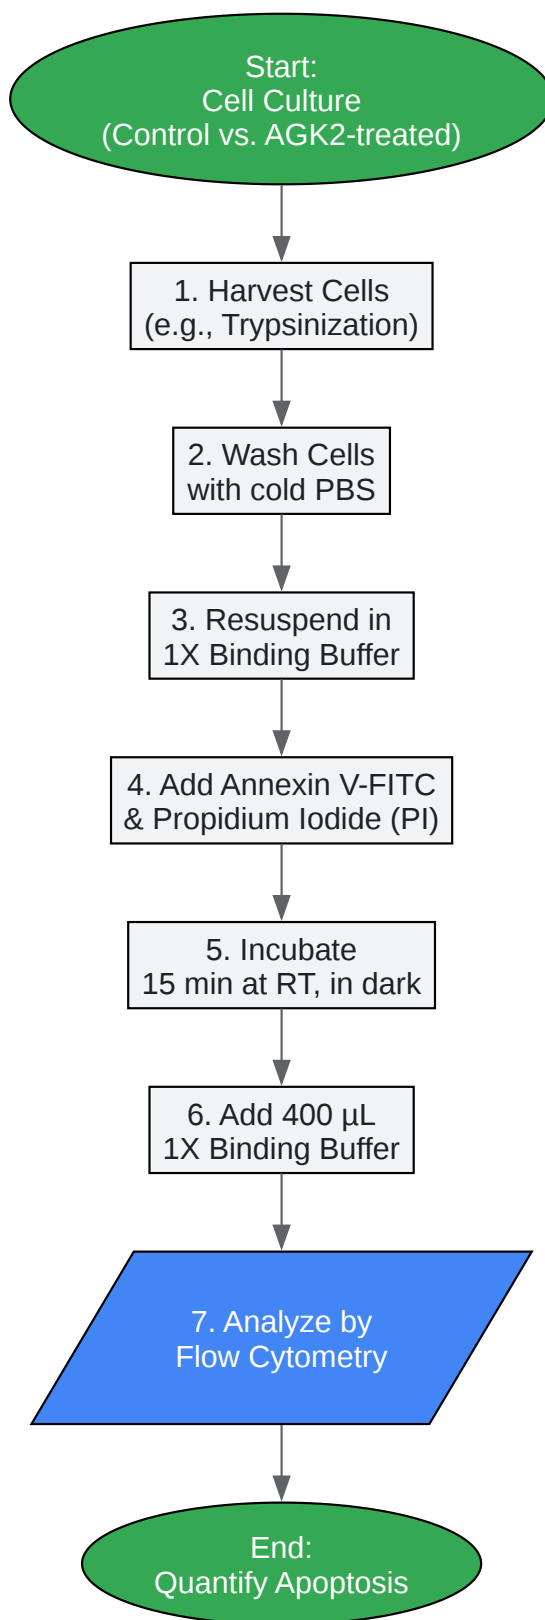 Start:
Cell Culture
(Control vs. AGK2-treated)
1. Harvest Cells
(e.g., Trypsinization)
2. Wash Cells
with cold PBS
3. Resuspend in
1X Binding Buffer
4. Add Annexin V-FITC
& Propidium Iodide (PI)
5. Incubate
15 min at RT, in dark
6. Add 400 µL
1X Binding Buffer
7. Analyze by
Flow Cytometry
End:
Quantify Apoptosis